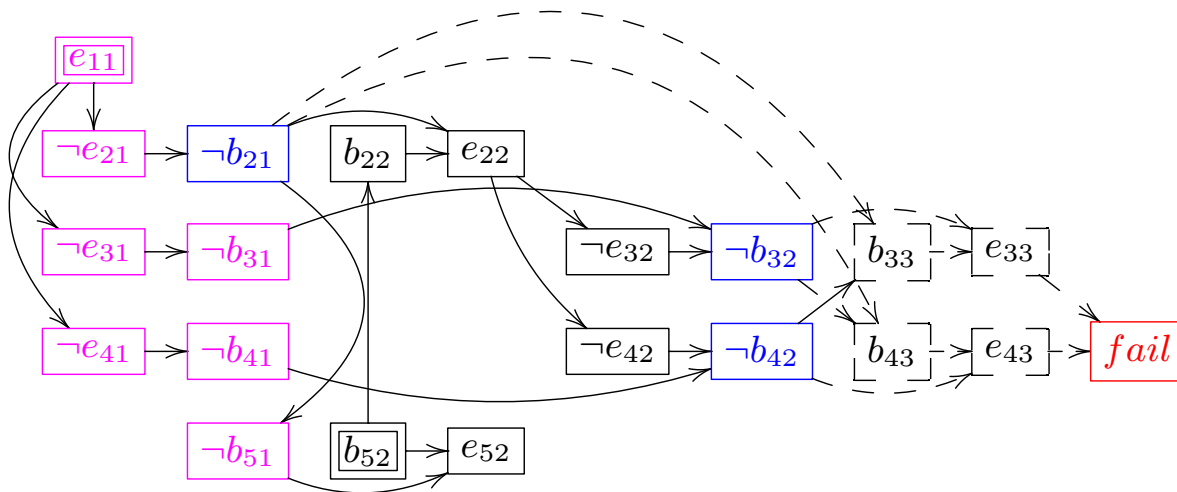 e₁₁
¬e₂₁ ¬b₂₁ b₂₂ e₂₂
¬e₃₁ ¬b₃₁ ¬e₃₂ ¬b₃₂ b₃₃ e₃₃
¬e₄₁ ¬b₄₁ ¬e₄₂ ¬b₄₂ b₄₃ e₄₃ fail
¬b₅₁ b₅₂ e₅₂